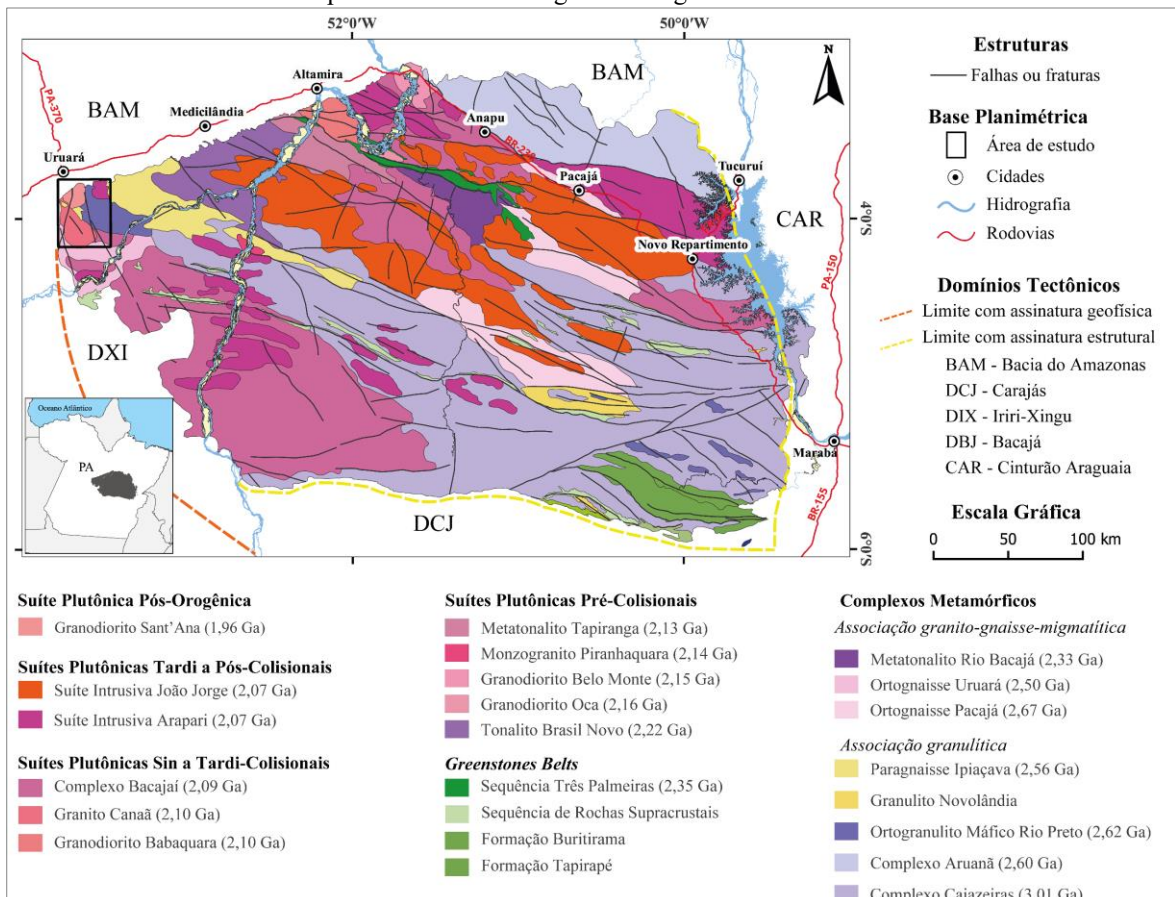 52°0'W
50°0'W
N
BAM
BAM
PA-370
Altamira
Medicilândia
Anapu
BR-230
Uruará
Pacajá
Tucuruí
CAR
4°0'S
Novo Repartimento
PA-150
DXI
Oceano Atlântico
PA
Marabá
BR-155
DCJ
6°0'S
Estruturas
Falhas ou fraturas
Base Planimétrica
Área de estudo
Cidades
Hidrografia
Rodovias
Domínios Tectônicos
Limite com assinatura geofísica
Limite com assinatura estrutural
BAM - Bacia do Amazonas
DCJ - Carajás
DIX - Iriri-Xingu
DBJ - Bacajá
CAR - Cinturão Araguaia
Escala Gráfica
0 50 100 km
Suíte Plutônica Pós-Orogênica
Granodiorito Sant'Ana (1,96 Ga)
Suítes Plutônicas Tardi a Pós-Colisionais
Suíte Intrusiva João Jorge (2,07 Ga)
Suíte Intrusiva Arapari (2,07 Ga)
Suítes Plutônicas Sin a Tardi-Colisionais
Complexo Bacajaí (2,09 Ga)
Granito Canaã (2,10 Ga)
Granodiorito Babaquara (2,10 Ga)
Suítes Plutônicas Pré-Colisionais
Metatonalito Tapiranga (2,13 Ga)
Monzogranito Piranhaquara (2,14 Ga)
Granodiorito Belo Monte (2,15 Ga)
Granodiorito Oca (2,16 Ga)
Tonalito Brasil Novo (2,22 Ga)
Greenstones Belts
Sequência Três Palmeiras (2,35 Ga)
Sequência de Rochas Supracrustais
Formação Buritirama
Formação Tapirapé
Complexos Metamórficos
Associação granito-gnaisse-migmatítica
Metatonalito Rio Bacajá (2,33 Ga)
Ortognaisse Uruará (2,50 Ga)
Ortognaisse Pacajá (2,67 Ga)
Associação granulítica
Paragnaisse Ipiaçava (2,56 Ga)
Granulito Novolândia
Ortogranulito Máfico Rio Preto (2,62 Ga)
Complexo Aruanã (2,60 Ga)
Complexo Cajazeiras (3,01 Ga)